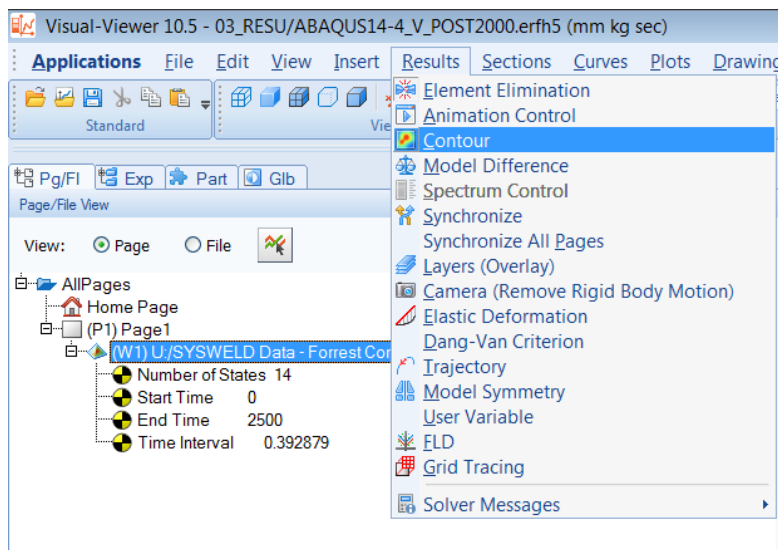 Visual-Viewer 10.5 - 03_RESU/ABAQUS14-4_V_POST2000.erfh5 (mm kg sec)
Applications File Edit View Insert Results Sections Curves Plots Drawing
Standard
Vie
Pg/Fl Exp Part Glb
Page/File View
View: Page File
AllPages
Home Page
(P1) Page1
(W1) U:/SYSWELD Data - Forrest Cor
Number of States 14
Start Time 0
End Time 2500
Time Interval 0.392879
Element Elimination
Animation Control
Contour
Model Difference
Spectrum Control
Synchronize
Synchronize All Pages
Layers (Overlay)
Camera (Remove Rigid Body Motion)
Elastic Deformation
Dang-Van Criterion
Trajectory
Model Symmetry
User Variable
FLD
Grid Tracing
Solver Messages